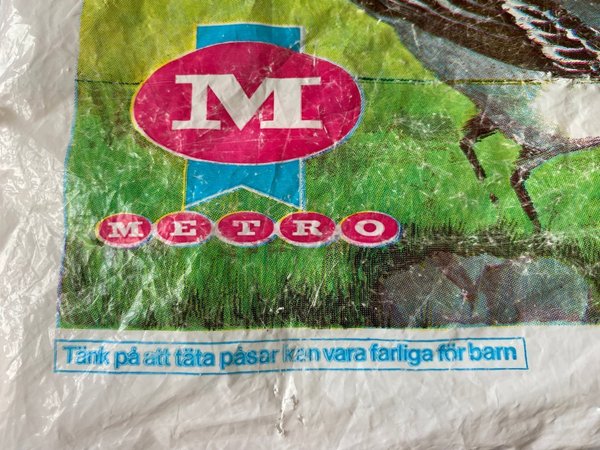 M
METRO
Tänk på att täta påsar kan vara farliga för barn